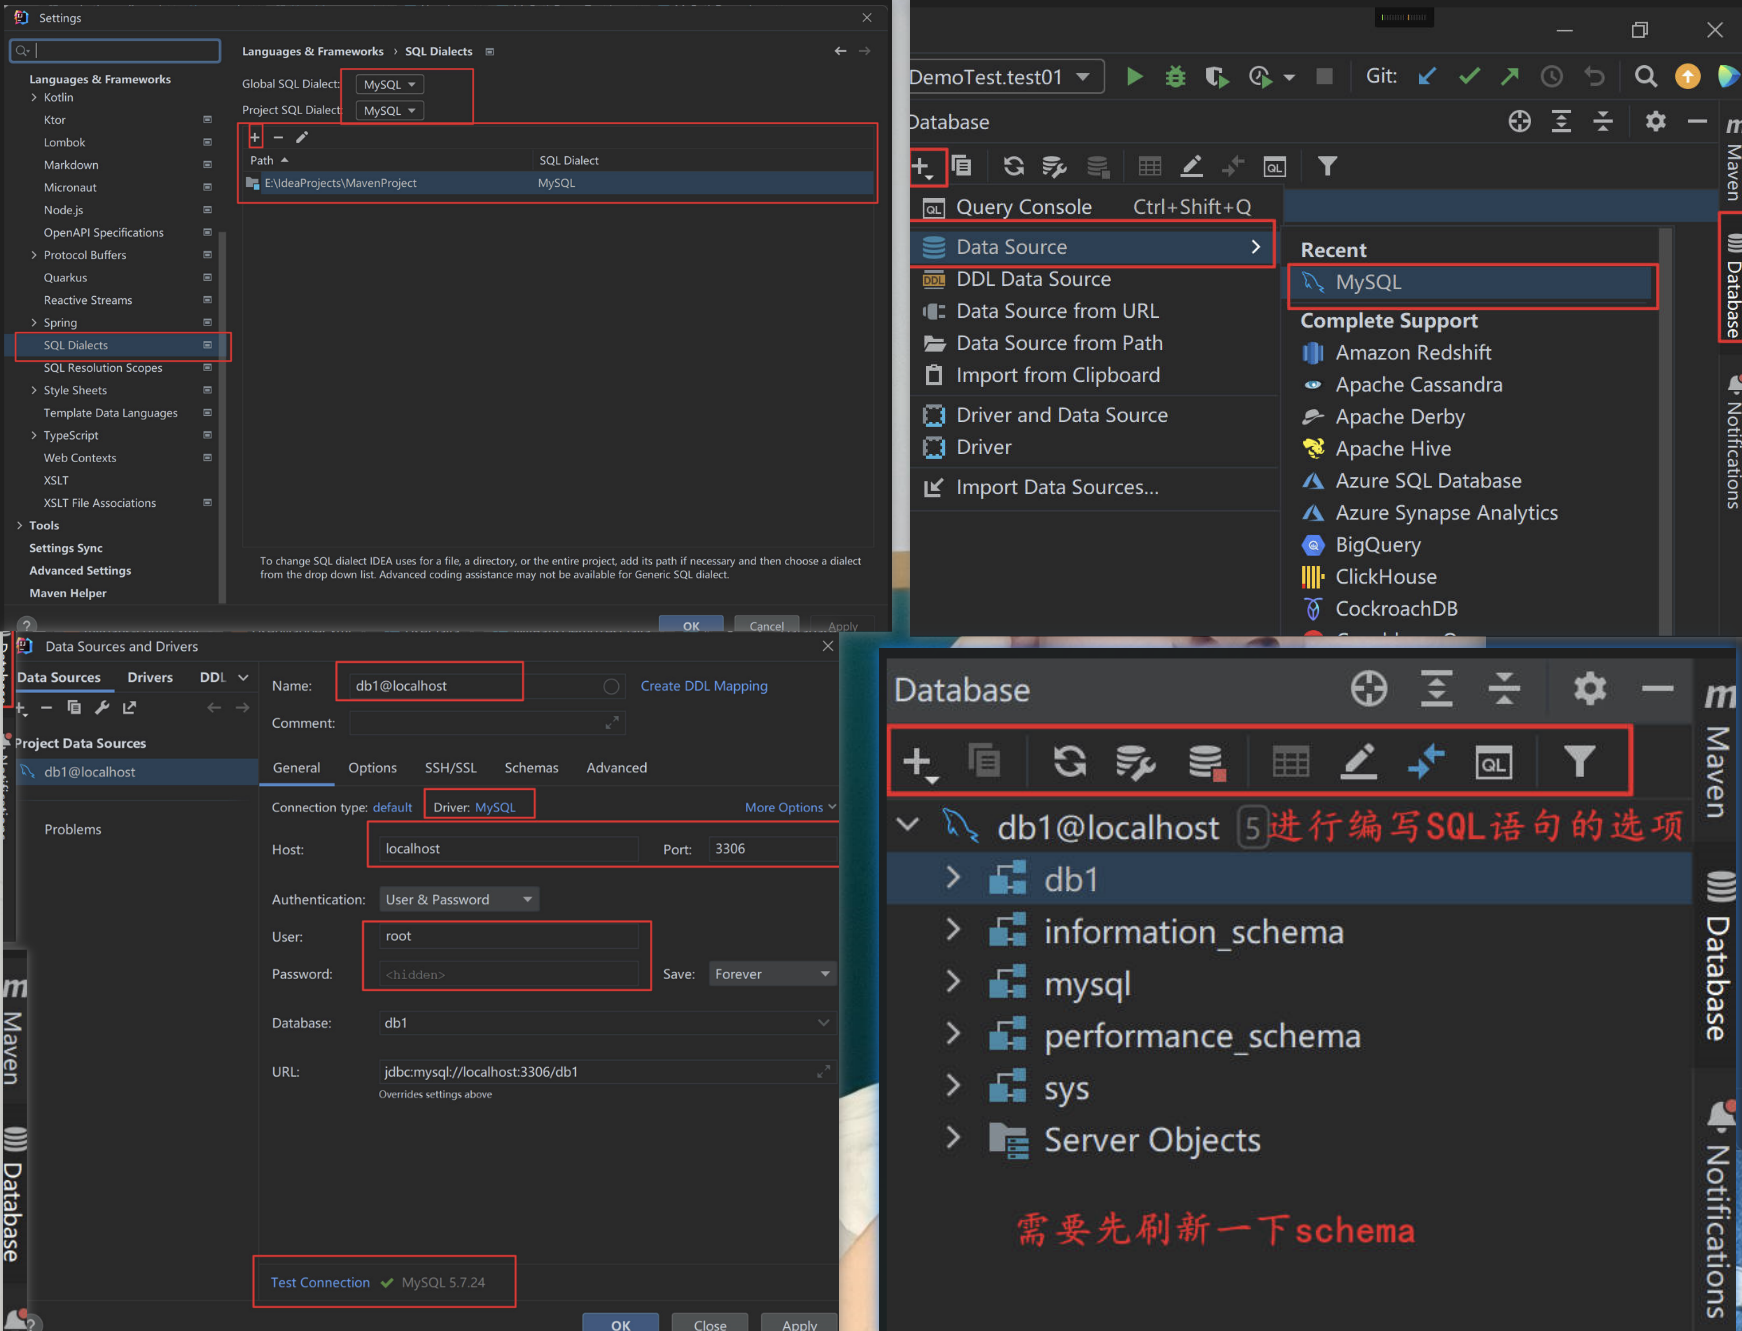 Settings
Languages & Frameworks
Kotlin
Ktor
Lombok
Markdown
Micronaut
Node.js
OpenAPI Specifications
Protocol Buffers
Quarkus
Reactive Streams
Spring
SQL Dialects
SQL Resolution Scopes
Style Sheets
Template Data Languages
TypeScript
Web Contexts
XSLT
XSLT File Associations
Tools
Settings Sync
Advanced Settings
Maven Helper
Languages & Frameworks › SQL Dialects
Global SQL Dialect: MySQL
Project SQL Dialect: MySQL
Path SQL Dialect
E:\IdeaProjects\MavenProject MySQL
To change SQL dialect IDEA uses for a file, a directory, or the entire project, add its path if necessary and then choose a dialect
from the drop down list. Advanced coding assistance may not be available for Generic SQL dialect.
OK Cancel Apply
DemoTest.test01 Git:
Database
Query Console Ctrl+Shift+Q
Data Source
DDL Data Source
Data Source from URL
Data Source from Path
Import from Clipboard
Driver and Data Source
Driver
Import Data Sources...
Recent
MySQL
Complete Support
Amazon Redshift
Apache Cassandra
Apache Derby
Apache Hive
Azure SQL Database
Azure Synapse Analytics
BigQuery
ClickHouse
CockroachDB
Maven
Database
Notifications
Data Sources and Drivers
Data Sources Drivers DDL
Project Data Sources
db1@localhost
Problems
Name: db1@localhost Create DDL Mapping
Comment:
General Options SSH/SSL Schemas Advanced
Connection type: default Driver: MySQL More Options
Host: localhost Port: 3306
Authentication: User & Password
User: root
Password: <hidden> Save: Forever
Database: db1
URL: jdbc:mysql://localhost:3306/db1
Overrides settings above
Test Connection MySQL 5.7.24
OK Close Apply
Maven
Database
Database
db1@localhost 5 进行编写SQL语句的选项
db1
information_schema
mysql
performance_schema
sys
Server Objects
需要先刷新一下schema
Maven
Database
Notifications